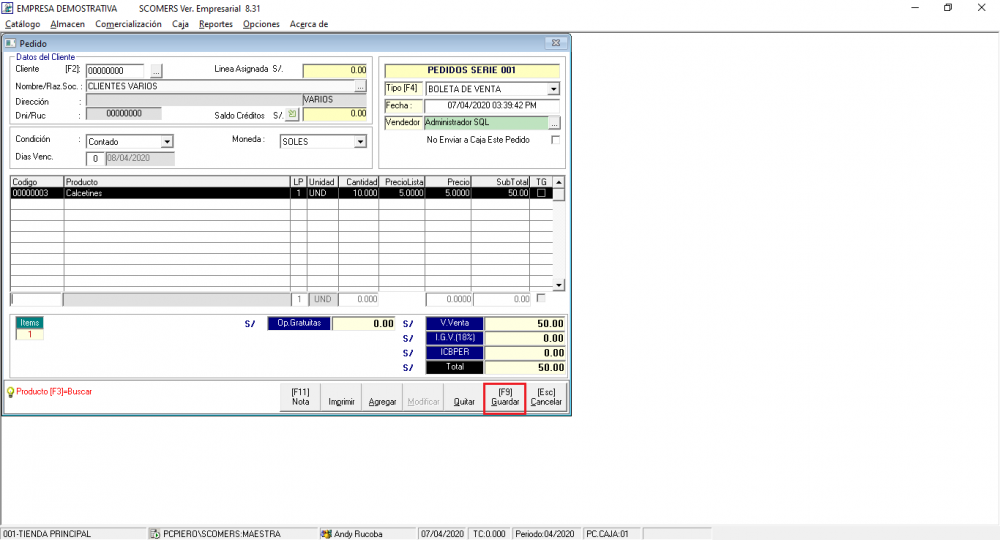 EMPRESA DEMOSTRATIVA SCOMERS Ver. Empresarial 8.31
Catálogo Almacen Comercialización Caja Reportes Opciones Acerca de
Pedido
Datos del Cliente
Cliente [F2]: 00000000 ... Linea Asignada S/. 0.00
Nombre/Raz.Soc. : CLIENTES VARIOS ...
Dirección : VARIOS
Dni/Ruc : 00000000 Saldo Créditos S/. 0.00
PEDIDOS SERIE 001
Tipo [F4] BOLETA DE VENTA
Fecha : 07/04/2020 03:39:42 PM
Vendedor Administrador SQL ...
No Enviar a Caja Este Pedido
Condición : Contado Moneda : SOLES
Dias Venc. 0 08/04/2020
Codigo Producto LP Unidad Cantidad PrecioLista Precio SubTotal TG
00000003 Calcetines 1 UND 10.000 5.0000 5.0000 50.00
1 UND 0.000 0.0000 0.00
Items
1
S/ Op.Gratuitas 0.00 S/ V.Venta 50.00
S/ I.G.V.(18%) 0.00
S/ ICBPER 0.00
S/ Total 50.00
Producto [F3]=Buscar
[F11] Nota
Imprimir
Agregar
Modificar
Quitar
[F9] Guardar
[Esc] Cancelar
001-TIENDA PRINCIPAL PCPIERO\SCOMERS:MAESTRA Andy Rucoba 07/04/2020 TC:0.000 Periodo:04/2020 PC.CAJA:01